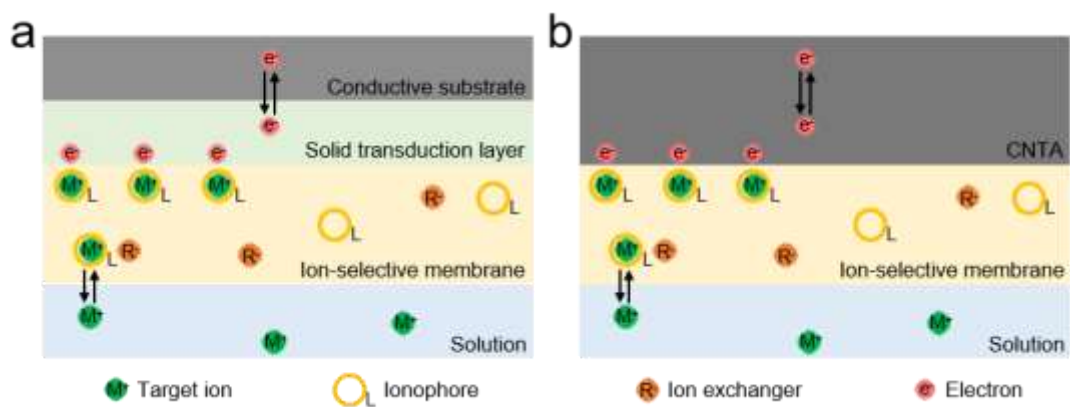 a
e-
Conductive substrate
e-
Solid transduction layer
e- e- e-
M+ L M+ L M+ L R- L
L
M+ L R- R-
Ion-selective membrane
M+ M+ M+
Solution
b
e-
e-
CNTA
e- e- e-
M+ L M+ L M+ L R- L
L
M+ L R- R-
Ion-selective membrane
M+ M+ M+
Solution
M+ Target ion L Ionophore R- Ion exchanger e- Electron